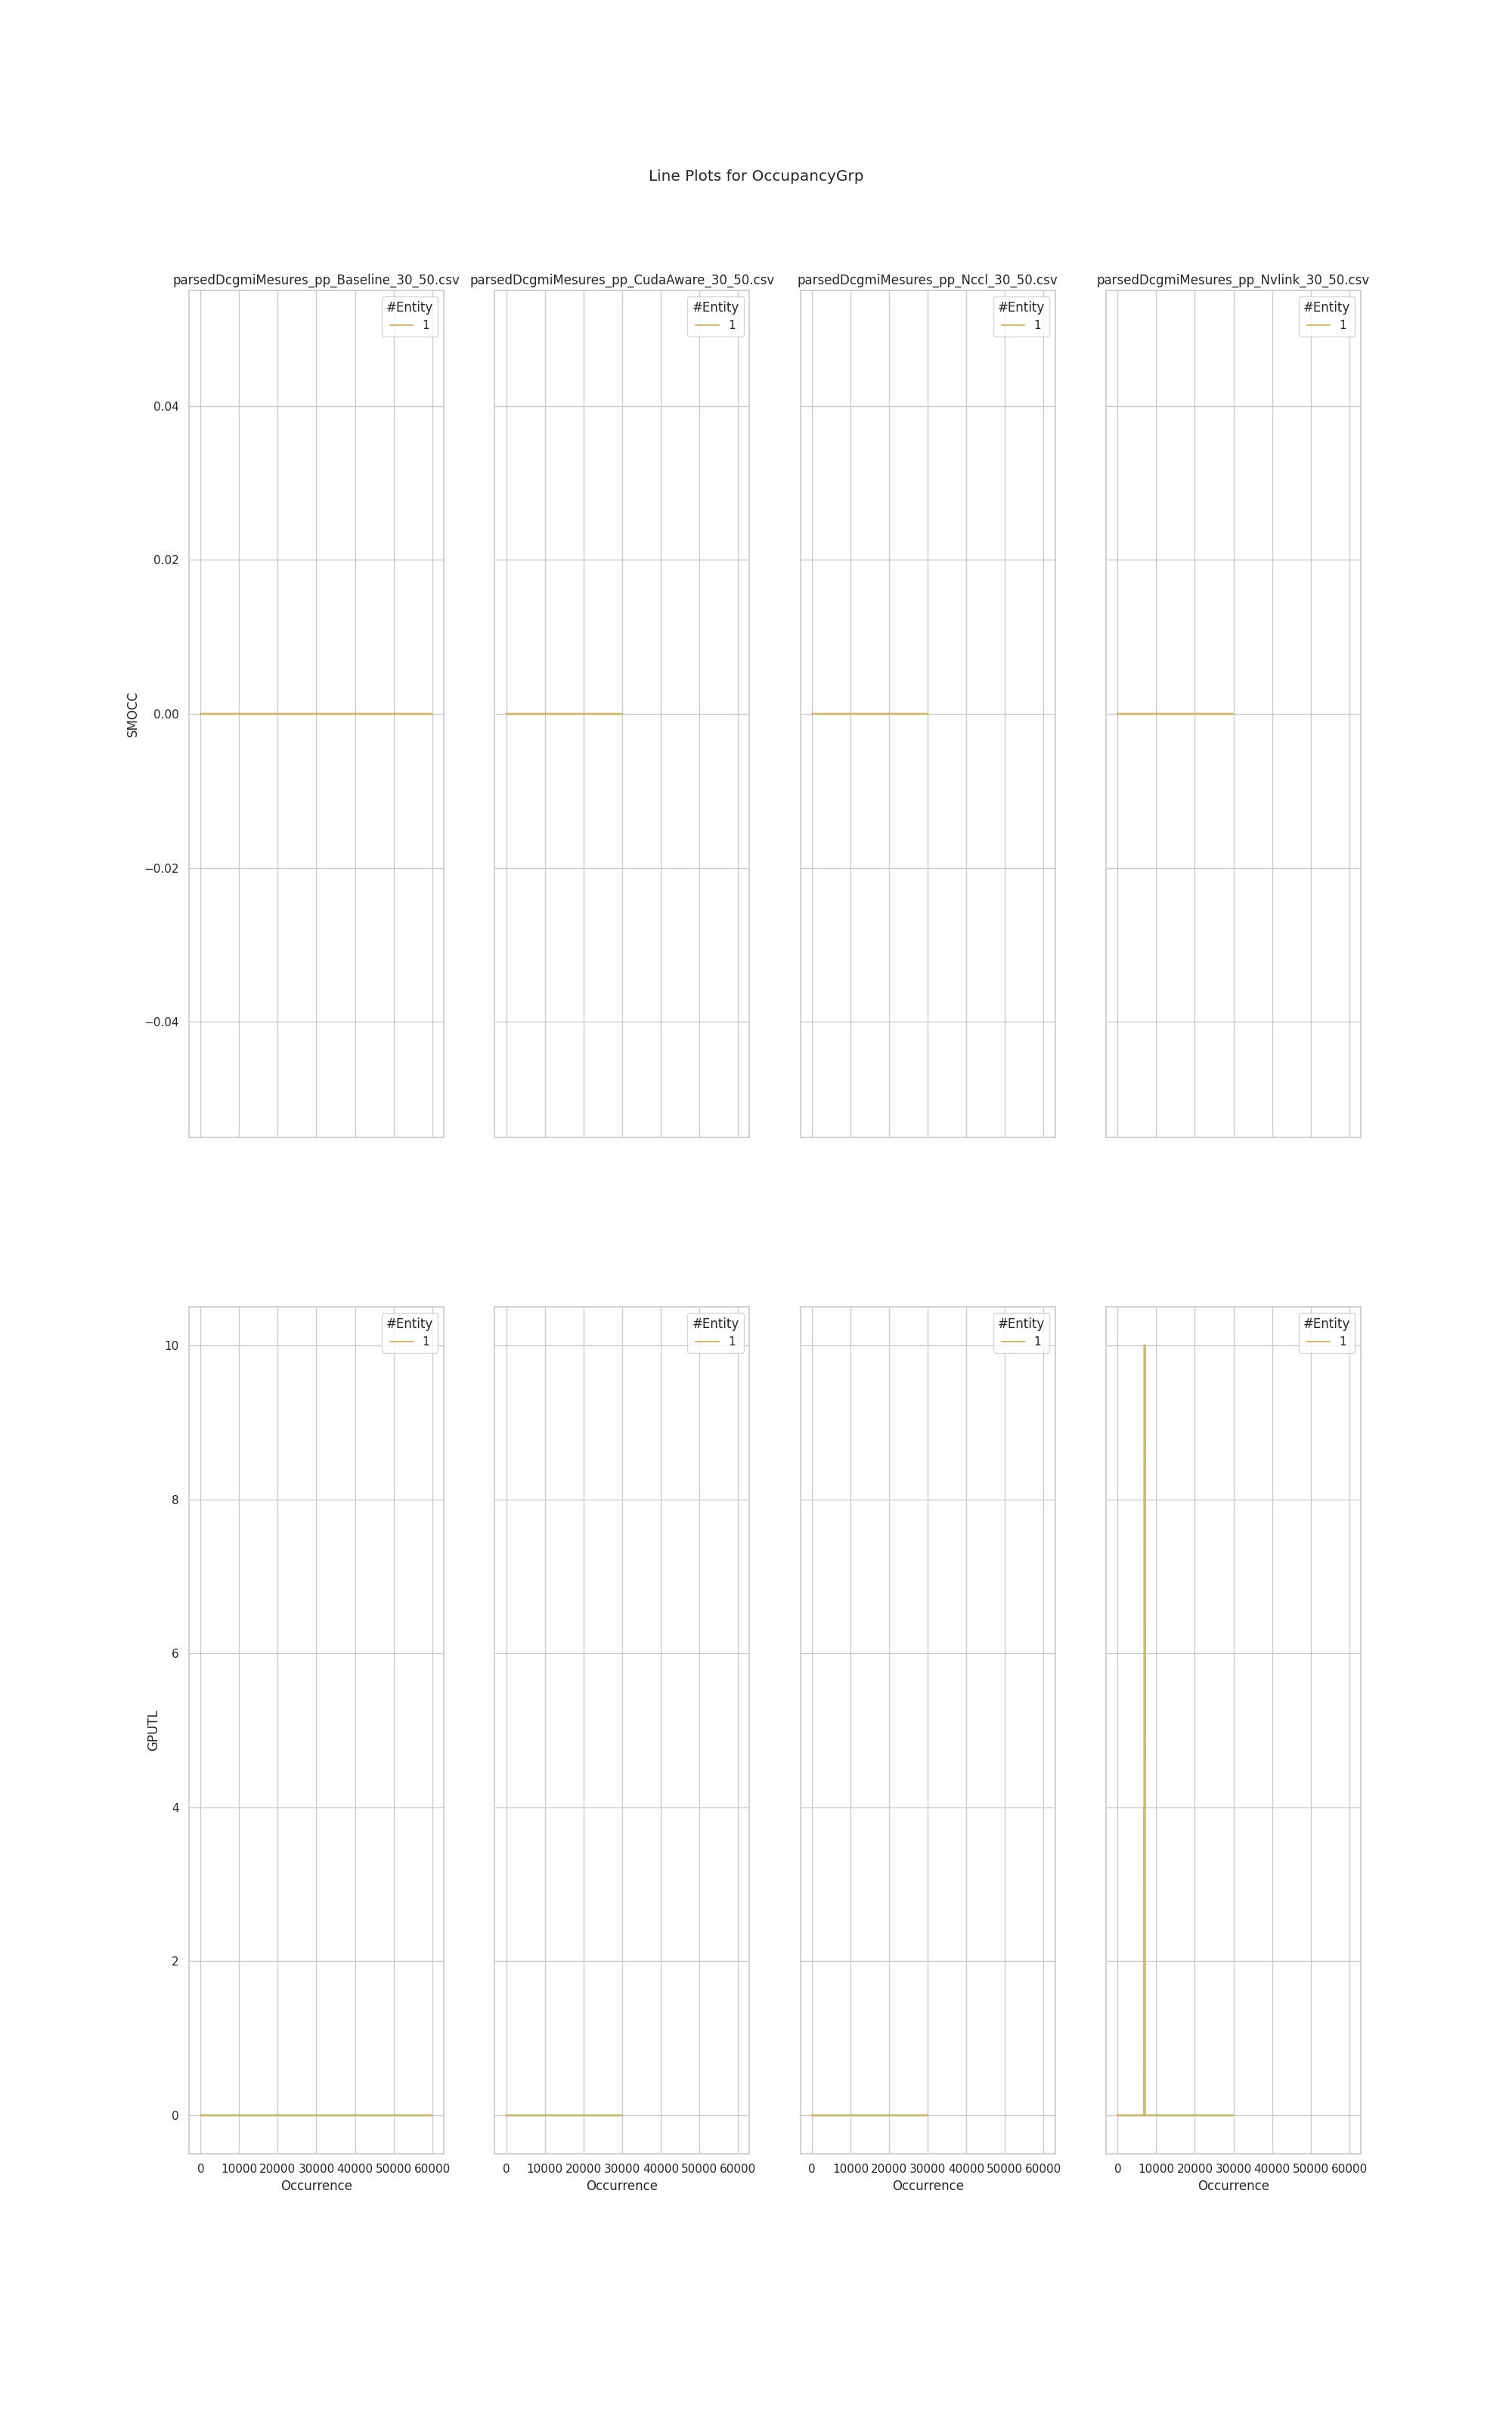 Line Plots for OccupancyGrp
parsedDcgmiMesures_pp_Baseline_30_50.csv
parsedDcgmiMesures_pp_CudaAware_30_50.csv
parsedDcgmiMesures_pp_Nccl_30_50.csv
parsedDcgmiMesures_pp_Nvlink_30_50.csv
#Entity
1
#Entity
1
#Entity
1
#Entity
1
0.04
0.02
0.00
−0.02
−0.04
SMOCC
#Entity
1
#Entity
1
#Entity
1
#Entity
1
10
8
6
4
2
0
GPUTL
0 10000 20000 30000 40000 50000 60000
0 10000 20000 30000 40000 50000 60000
0 10000 20000 30000 40000 50000 60000
0 10000 20000 30000 40000 50000 60000
Occurrence
Occurrence
Occurrence
Occurrence